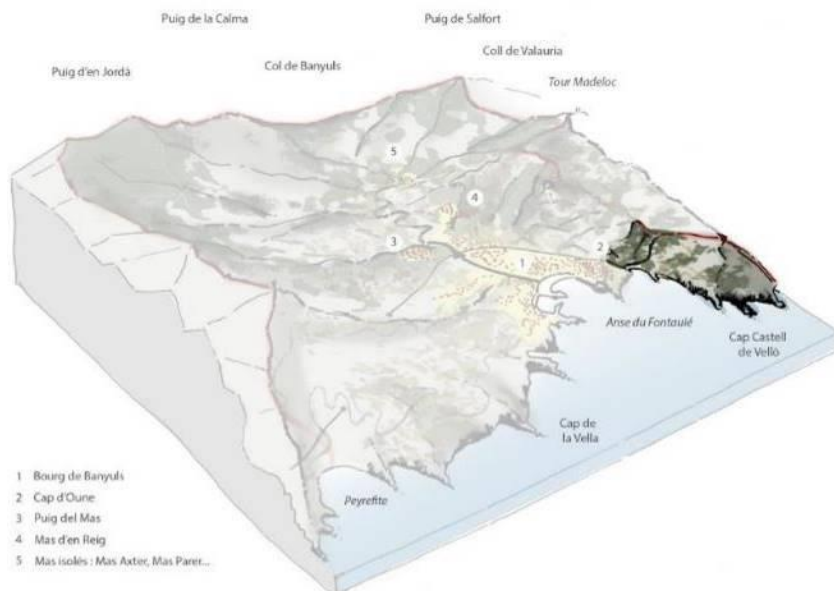 Puig de la Calma
Puig de Salfort
Puig d'en Jordà
Col de Banyuls
Coll de Valauria
Tour Madeloc
5
4
3
2
1
Anse du Fontaulé
Cap Castell
de Vellò
Cap de
la Vella
Peyrefite
1 Bourg de Banyuls
2 Cap d'Oune
3 Puig del Mas
4 Mas d'en Reig
5 Mas isolés : Mas Axter, Mas Parer...